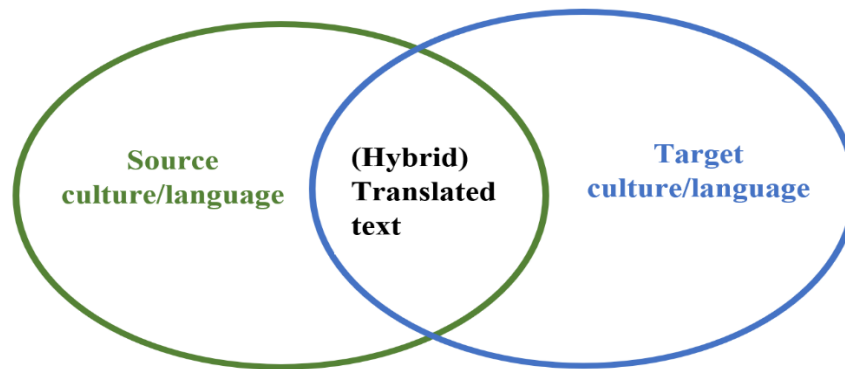 Source
culture/language
(Hybrid)
Translated
text
Target
culture/language